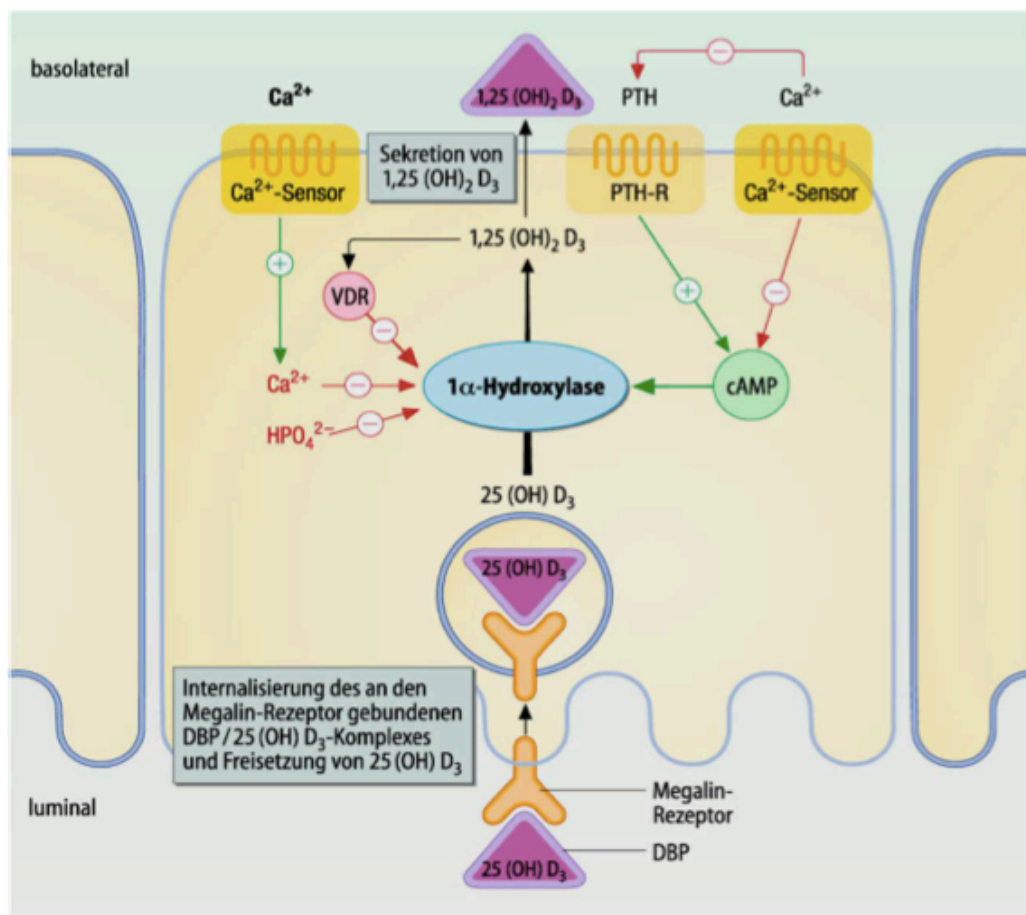 basolateral
Ca²⁺
1,25 (OH)₂ D₃
PTH
−
Ca²⁺
Ca²⁺-Sensor
Sekretion von
1,25 (OH)₂ D₃
PTH-R
Ca²⁺-Sensor
1,25 (OH)₂ D₃
+
VDR
−
+
−
Ca²⁺
−
1α-Hydroxylase
cAMP
HPO₄²⁻
−
25 (OH) D₃
25 (OH) D₃
Internalisierung des an den
Megalin-Rezeptor gebundenen
DBP/25 (OH) D₃-Komplexes
und Freisetzung von 25 (OH) D₃
luminal
Megalin-
Rezeptor
DBP
25 (OH) D₃